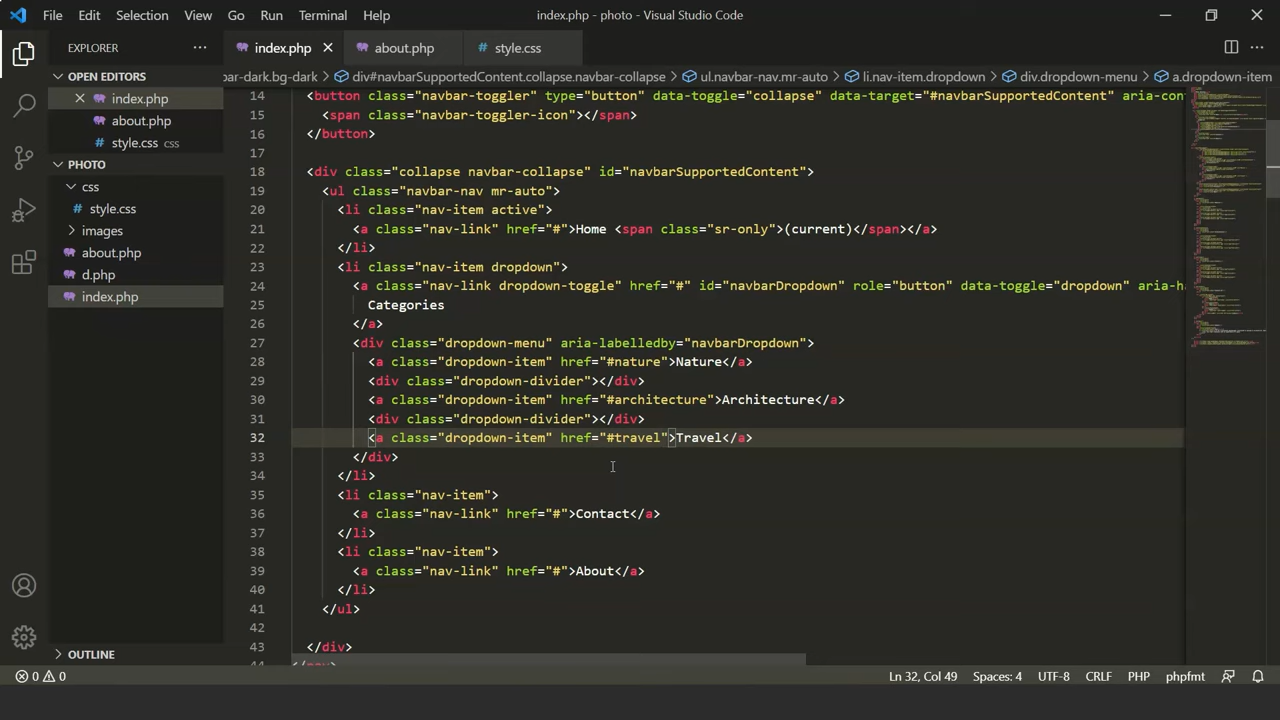 File Edit Selection View Go Run Terminal Help index.php - photo - Visual Studio Code
EXPLORER
index.php about.php style.css
OPEN EDITORS
index.php
about.php
style.css css
PHOTO
css
style.css
images
about.php
d.php
index.php
OUTLINE
bar-dark.bg-dark > div#navbarSupportedContent.collapse.navbar-collapse > ul.navbar-nav.mr-auto > li.nav-item.dropdown > div.dropdown-menu > a.dropdown-item
14 <button class="navbar-toggler" type="button" data-toggle="collapse" data-target="#navbarSupportedContent" aria-con
15 <span class="navbar-toggler-icon"></span>
16 </button>
17
18 <div class="collapse navbar-collapse" id="navbarSupportedContent">
19 <ul class="navbar-nav mr-auto">
20 <li class="nav-item active">
21 <a class="nav-link" href="#">Home <span class="sr-only">(current)</span></a>
22 </li>
23 <li class="nav-item dropdown">
24 <a class="nav-link dropdown-toggle" href="#" id="navbarDropdown" role="button" data-toggle="dropdown" aria-ha
25 Categories
26 </a>
27 <div class="dropdown-menu" aria-labelledby="navbarDropdown">
28 <a class="dropdown-item" href="#nature">Nature</a>
29 <div class="dropdown-divider"></div>
30 <a class="dropdown-item" href="#architecture">Architecture</a>
31 <div class="dropdown-divider"></div>
32 <a class="dropdown-item" href="#travel">Travel</a>
33 </div>
34 </li>
35 <li class="nav-item">
36 <a class="nav-link" href="#">Contact</a>
37 </li>
38 <li class="nav-item">
39 <a class="nav-link" href="#">About</a>
40 </li>
41 </ul>
42
43 </div>
44 </nav>
0 0 Ln 32, Col 49 Spaces: 4 UTF-8 CRLF PHP phpfmt